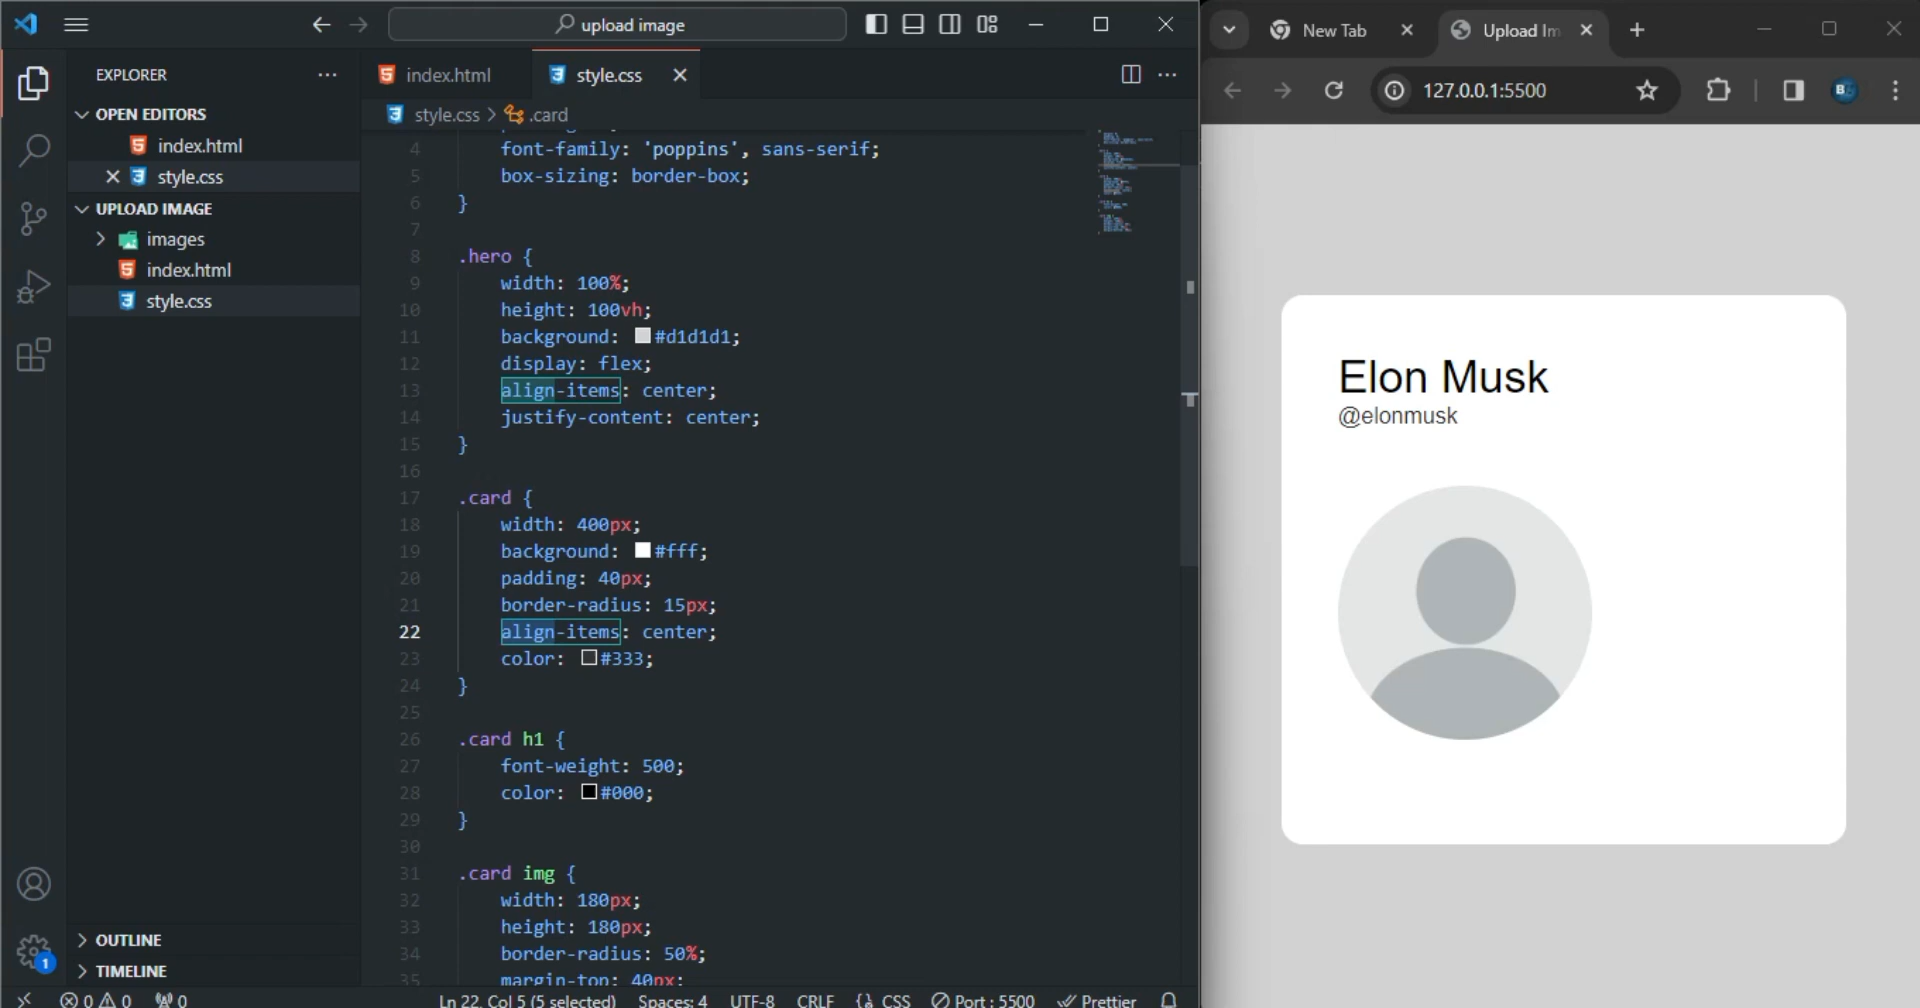 upload image
EXPLORER
OPEN EDITORS
index.html
style.css
UPLOAD IMAGE
images
index.html
style.css
OUTLINE
TIMELINE
1
index.html
style.css
style.css > .card
4 font-family: 'poppins', sans-serif;
5 box-sizing: border-box;
6 }
7
8 .hero {
9 width: 100%;
10 height: 100vh;
11 background: #d1d1d1;
12 display: flex;
13 align-items: center;
14 justify-content: center;
15 }
16
17 .card {
18 width: 400px;
19 background: #fff;
20 padding: 40px;
21 border-radius: 15px;
22 align-items: center;
23 color: #333;
24 }
25
26 .card h1 {
27 font-weight: 500;
28 color: #000;
29 }
30
31 .card img {
32 width: 180px;
33 height: 180px;
34 border-radius: 50%;
35 margin-top: 40px;
0 0 0 Ln 22, Col 5 (5 selected) Spaces: 4 UTF-8 CRLF {} CSS Port : 5500 Prettier
New Tab
Upload Im
127.0.0.1:5500
Elon Musk
@elonmusk